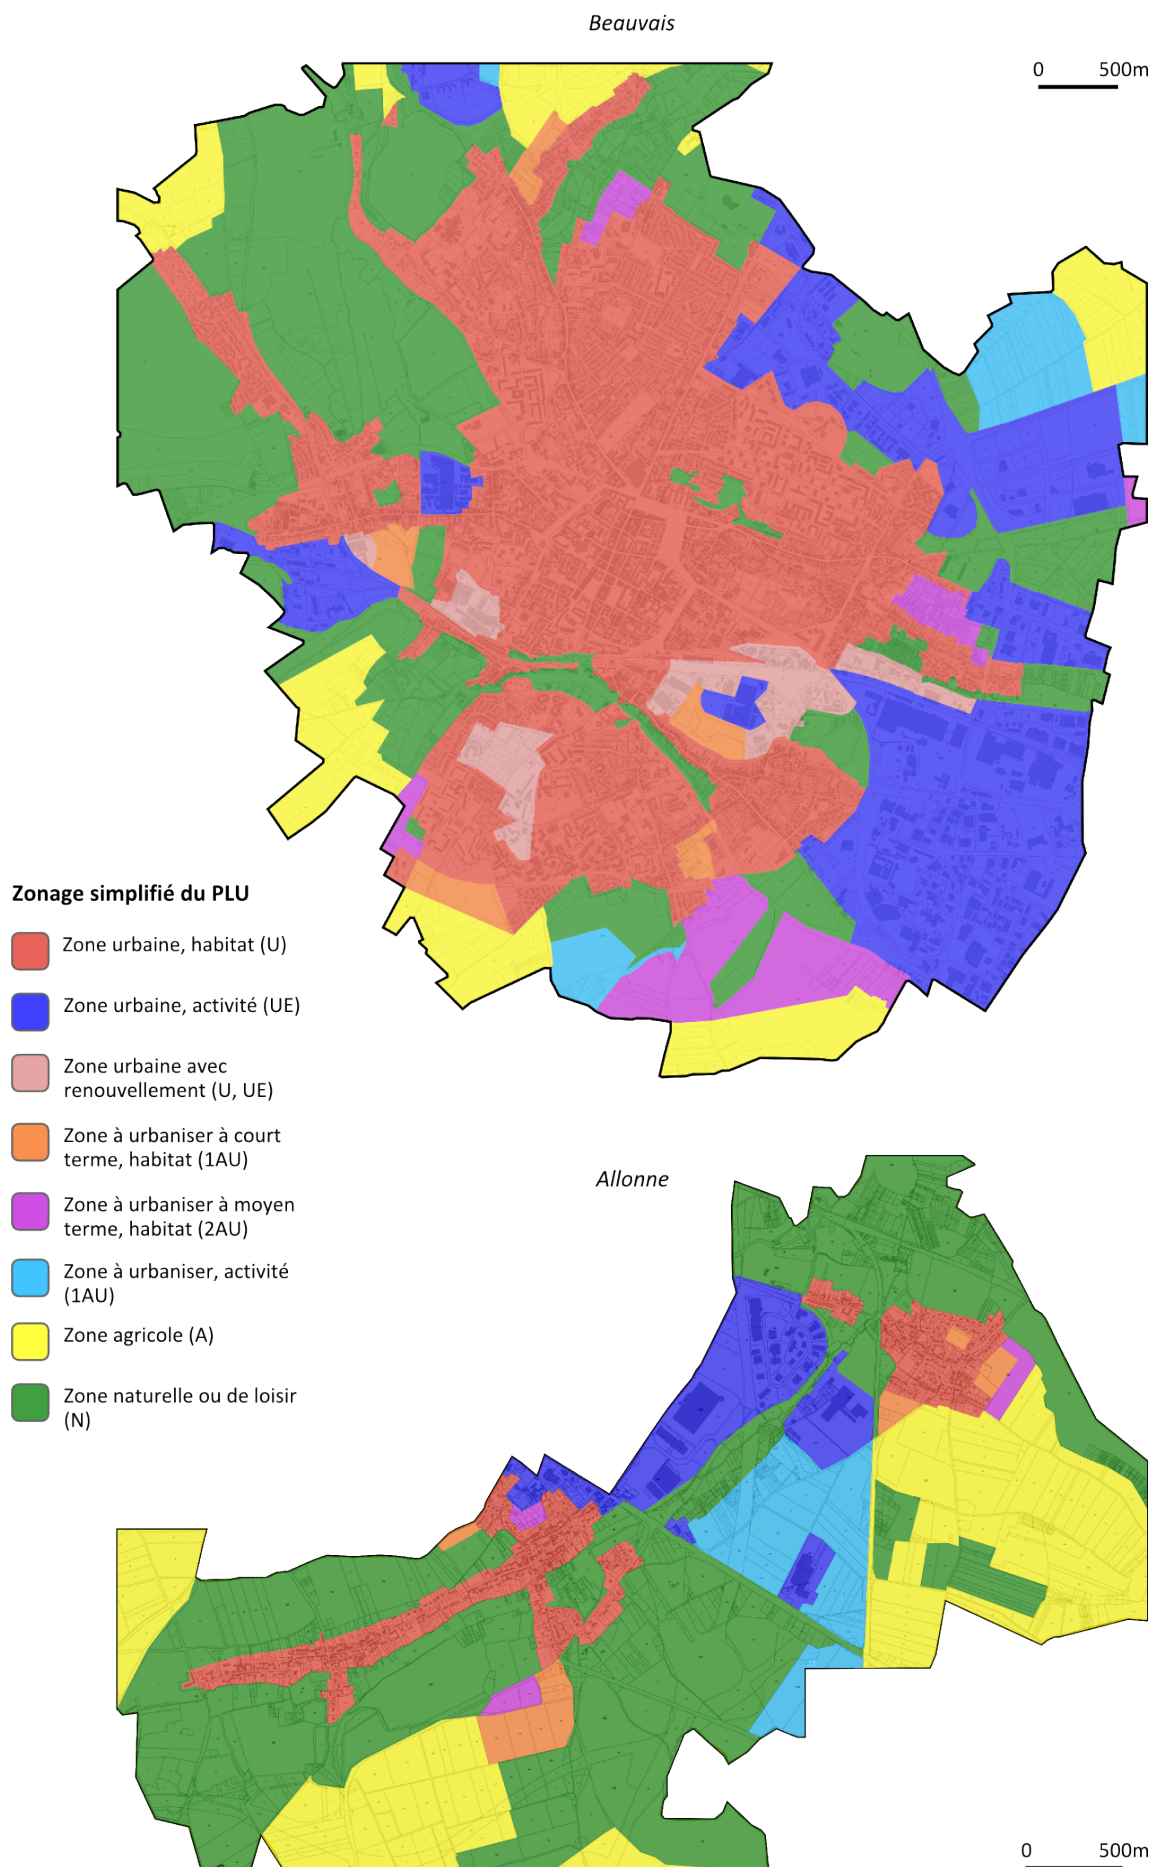 Beauvais
0 500m
Zonage simplifié du PLU
Zone urbaine, habitat (U)
Zone urbaine, activité (UE)
Zone urbaine avec
renouvellement (U, UE)
Zone à urbaniser à court
terme, habitat (1AU)
Zone à urbaniser à moyen
terme, habitat (2AU)
Zone à urbaniser, activité
(1AU)
Zone agricole (A)
Zone naturelle ou de loisir
(N)
Allonne
0 500m